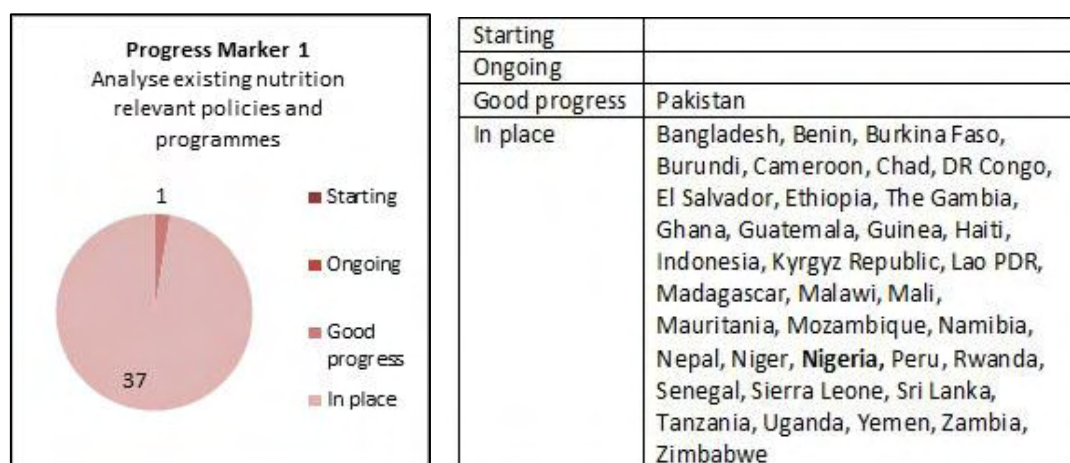 Progress Marker 1
Analyse existing nutrition
relevant policies and
programmes
1
37
Starting
Ongoing
Good
progress
In place
Starting
Ongoing
Good progress Pakistan
In place Bangladesh, Benin, Burkina Faso,
Burundi, Cameroon, Chad, DR Congo,
El Salvador, Ethiopia, The Gambia,
Ghana, Guatemala, Guinea, Haiti,
Indonesia, Kyrgyz Republic, Lao PDR,
Madagascar, Malawi, Mali,
Mauritania, Mozambique, Namibia,
Nepal, Niger, Nigeria, Peru, Rwanda,
Senegal, Sierra Leone, Sri Lanka,
Tanzania, Uganda, Yemen, Zambia,
Zimbabwe